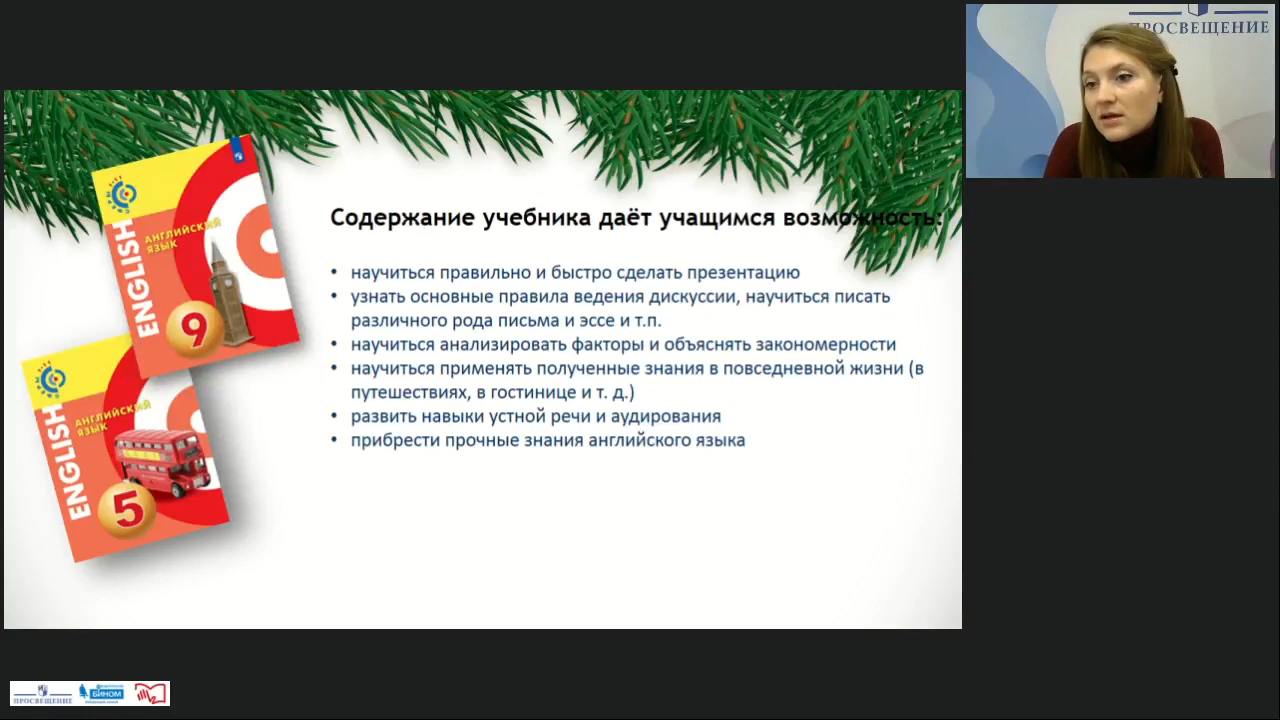 ПРОСВЕЩЕНИЕ
Содержание учебника даёт учащимся возможность:
• научиться правильно и быстро сделать презентацию
• узнать основные правила ведения дискуссии, научиться писать
различного рода письма и эссе и т.п.
• научиться анализировать факторы и объяснять закономерности
• научиться применять полученные знания в повседневной жизни (в
путешествиях, в гостинице и т. д.)
• развить навыки устной речи и аудирования
• прибрести прочные знания английского языка
АНГЛИЙСКИЙ
ЯЗЫК
ENGLISH
9
АНГЛИЙСКИЙ
ЯЗЫК
ENGLISH
5
ПРОСВЕЩЕНИЕ
БИНОМ